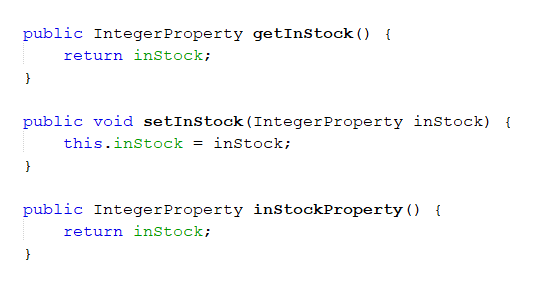 public IntegerProperty getInStock() {
    return inStock;
}

public void setInStock(IntegerProperty inStock) {
    this.inStock = inStock;
}

public IntegerProperty inStockProperty() {
    return inStock;
}